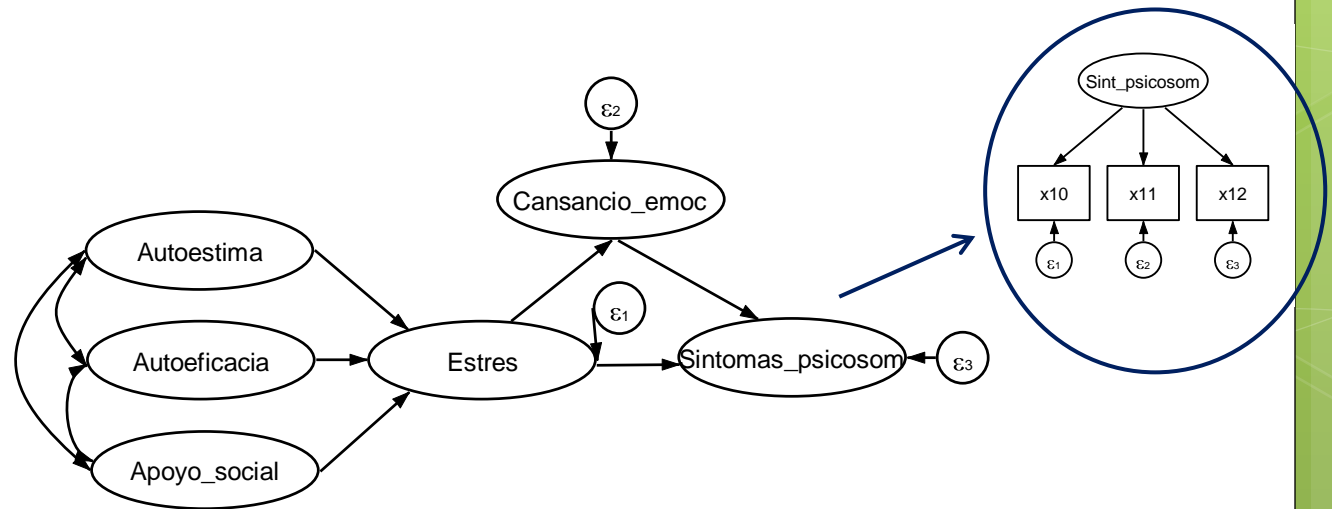 ε2
Cansancio_emoc
Autoestima
ε1
Autoeficacia
Estres
Sintomas_psicosom
ε3
Apoyo_social
Sint_psicosom
x10
x11
x12
ε1
ε2
ε3